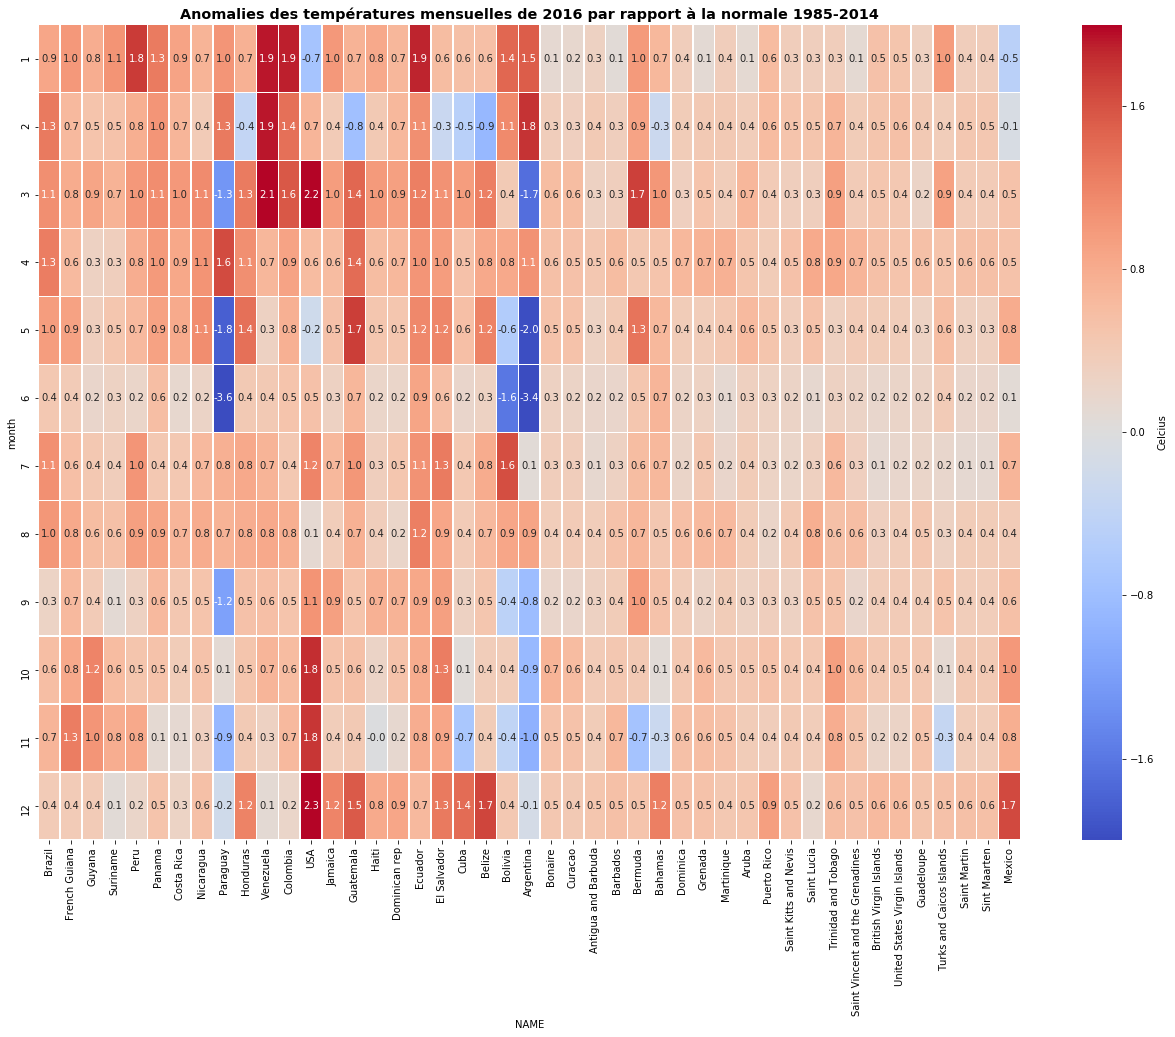 Anomalies des températures mensuelles de 2016 par rapport à la normale 1985-2014
1 0.9 1.0 0.8 1.1 1.8 1.3 0.9 0.7 1.0 0.7 1.9 1.9 -0.7 1.0 0.7 0.8 0.7 1.9 0.6 0.6 0.6 1.4 1.5 0.1 0.2 0.3 0.1 1.0 0.7 0.4 0.1 0.4 0.1 0.6 0.3 0.3 0.3 0.1 0.5 0.5 0.3 1.0 0.4 0.4 -0.5
2 1.3 0.7 0.5 0.5 0.8 1.0 0.7 0.4 1.3 -0.4 1.9 1.4 0.7 0.4 -0.8 0.4 0.7 1.1 -0.3 -0.5 -0.9 1.1 1.8 0.3 0.3 0.4 0.3 0.9 -0.3 0.4 0.4 0.4 0.4 0.6 0.5 0.5 0.7 0.4 0.5 0.6 0.4 0.4 0.5 0.5 -0.1
3 1.1 0.8 0.9 0.7 1.0 1.1 1.0 1.1 -1.3 1.3 2.1 1.6 2.2 1.0 1.4 1.0 0.9 1.2 1.1 1.0 1.2 0.4 -1.7 0.6 0.6 0.3 0.3 1.7 1.0 0.3 0.5 0.4 0.7 0.4 0.3 0.3 0.9 0.4 0.5 0.4 0.2 0.9 0.4 0.4 0.5
4 1.3 0.6 0.3 0.3 0.8 1.0 0.9 1.1 1.6 1.1 0.7 0.9 0.6 0.6 1.4 0.6 0.7 1.0 1.0 0.5 0.8 0.8 1.1 0.6 0.5 0.5 0.6 0.5 0.5 0.7 0.7 0.7 0.5 0.4 0.5 0.8 0.9 0.7 0.5 0.5 0.6 0.5 0.6 0.6 0.5
5 1.0 0.9 0.3 0.5 0.7 0.9 0.8 1.1 -1.8 1.4 0.3 0.8 -0.2 0.5 1.7 0.5 0.5 1.2 1.2 0.6 1.2 -0.6 -2.0 0.5 0.5 0.3 0.4 1.3 0.7 0.4 0.4 0.4 0.6 0.5 0.3 0.5 0.3 0.4 0.4 0.4 0.3 0.6 0.3 0.3 0.8
6 0.4 0.4 0.2 0.3 0.2 0.6 0.2 0.2 -3.6 0.4 0.4 0.5 0.5 0.3 0.7 0.2 0.2 0.9 0.6 0.2 0.3 -1.6 -3.4 0.3 0.2 0.2 0.2 0.5 0.7 0.2 0.3 0.1 0.3 0.3 0.2 0.1 0.3 0.2 0.2 0.2 0.2 0.4 0.2 0.2 0.1
7 1.1 0.6 0.4 0.4 1.0 0.4 0.4 0.7 0.8 0.8 0.7 0.4 1.2 0.7 1.0 0.3 0.5 1.1 1.3 0.4 0.8 1.6 0.1 0.3 0.3 0.1 0.3 0.6 0.7 0.2 0.5 0.2 0.4 0.3 0.2 0.3 0.6 0.3 0.1 0.2 0.2 0.2 0.1 0.1 0.7
8 1.0 0.8 0.6 0.6 0.9 0.9 0.7 0.8 0.7 0.8 0.8 0.8 0.1 0.4 0.7 0.4 0.2 1.2 0.9 0.4 0.7 0.9 0.9 0.4 0.4 0.4 0.5 0.7 0.5 0.6 0.6 0.7 0.4 0.2 0.4 0.8 0.6 0.6 0.3 0.4 0.5 0.3 0.4 0.4 0.4
9 0.3 0.7 0.4 0.1 0.3 0.6 0.5 0.5 -1.2 0.5 0.6 0.5 1.1 0.9 0.5 0.7 0.7 0.9 0.9 0.3 0.5 -0.4 -0.8 0.2 0.2 0.3 0.4 1.0 0.5 0.4 0.2 0.4 0.3 0.3 0.3 0.5 0.5 0.2 0.4 0.4 0.3 0.5 0.4 0.4 0.6
10 0.6 0.8 1.2 0.6 0.5 0.5 0.4 0.5 0.1 0.5 0.7 0.6 1.8 0.5 0.6 0.2 0.5 0.8 1.3 0.1 0.4 0.4 -0.9 0.7 0.6 0.4 0.5 0.4 0.1 0.4 0.6 0.5 0.5 0.5 0.4 0.4 1.0 0.6 0.4 0.5 0.4 0.1 0.4 0.4 1.0
11 0.7 1.3 1.0 0.8 0.8 0.1 0.1 0.3 -0.9 0.4 0.3 0.7 1.8 0.4 0.4 -0.0 0.2 0.8 0.9 -0.7 0.4 -0.4 -1.0 0.5 0.5 0.4 0.7 -0.7 -0.3 0.6 0.6 0.5 0.4 0.4 0.4 0.4 0.8 0.5 0.2 0.2 0.5 -0.3 0.4 0.4 0.8
12 0.4 0.4 0.4 0.1 0.2 0.5 0.3 0.6 -0.2 1.2 0.1 0.2 2.3 1.2 1.5 0.8 0.9 0.7 1.3 1.4 1.7 0.4 -0.1 0.5 0.4 0.5 0.5 0.5 1.2 0.5 0.5 0.4 0.5 0.9 0.5 0.2 0.6 0.5 0.6 0.6 0.5 0.5 0.6 0.6 1.7
month
Brazil
French Guiana
Guyana
Suriname
Peru
Panama
Costa Rica
Nicaragua
Paraguay
Honduras
Venezuela
Colombia
USA
Jamaica
Guatemala
Haiti
Dominican rep
Ecuador
El Salvador
Cuba
Belize
Bolivia
Argentina
Bonaire
Curacao
Antigua and Barbuda
Barbados
Bermuda
Bahamas
Dominica
Grenada
Martinique
Aruba
Puerto Rico
Saint Kitts and Nevis
Saint Lucia
Trinidad and Tobago
Saint Vincent and the Grenadines
British Virgin Islands
United States Virgin Islands
Guadeloupe
Turks and Caicos Islands
Saint Martin
Sint Maarten
Mexico
NAME
1.6
0.8
0.0
−0.8
−1.6
Celcius